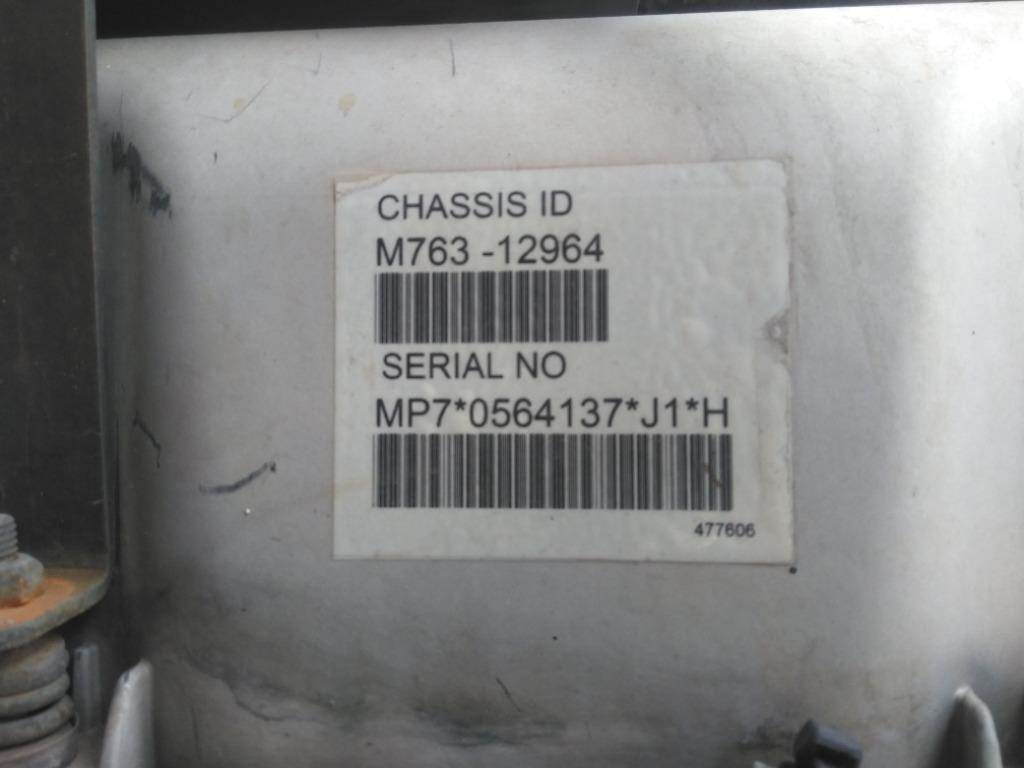 CHASSIS ID
M763 -12964
SERIAL NO
MP7*0564137*J1*H
477606